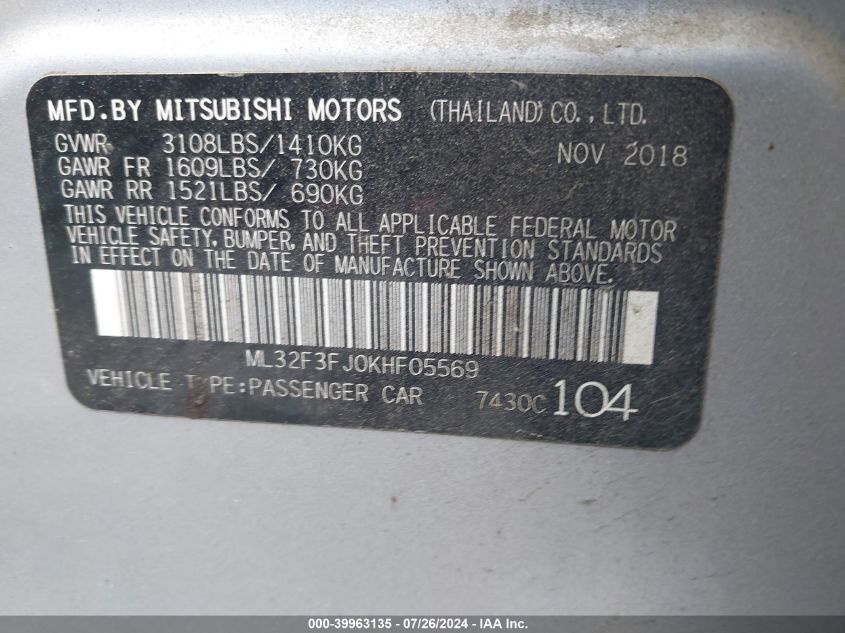 MFD.BY MITSUBISHI MOTORS (THAILAND) CO., LTD.
GVWR 3108LBS/1410KG NOV 2018
GAWR FR 1609LBS/ 730KG
GAWR RR 1521LBS/ 690KG
THIS VEHICLE CONFORMS TO ALL APPLICABLE FEDERAL MOTOR
VEHICLE SAFETY, BUMPER, AND THEFT PREVENTION STANDARDS
IN EFFECT ON THE DATE OF MANUFACTURE SHOWN ABOVE.
ML32F3FJ0KHF05569
VEHICLE TYPE:PASSENGER CAR 7430C 104
000-39963135 - 07/26/2024 - IAA Inc.